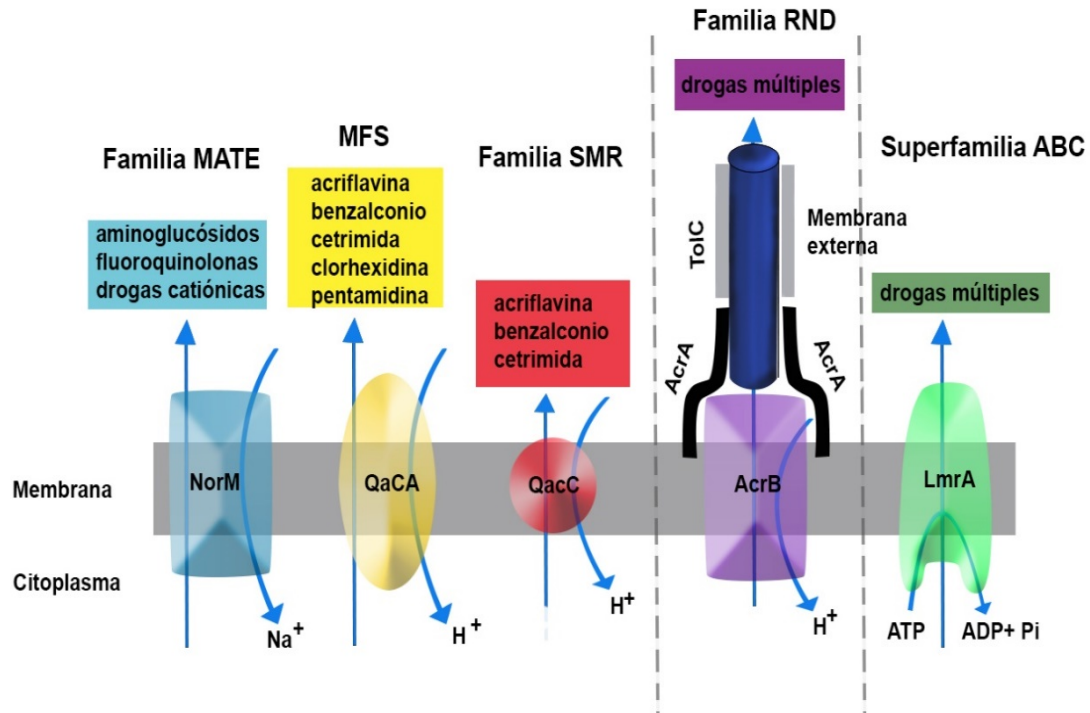 Familia RND
drogas múltiples
Familia MATE
MFS
Familia SMR
Superfamilia ABC
aminoglucósidos
fluoroquinolonas
drogas catiónicas
acriflavina
benzalconio
cetrimida
clorhexidina
pentamidina
acriflavina
benzalconio
cetrimida
TolC
Membrana
externa
drogas múltiples
AcrA
AcrA
Membrana
NorM
QaCA
QacC
AcrB
LmrA
Citoplasma
Na+
H+
H+
H+
ATP
ADP+ Pi